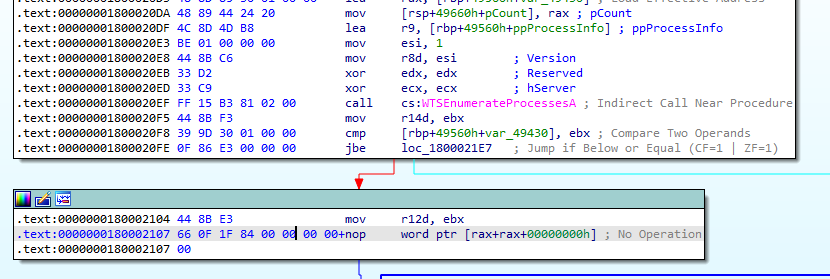 .text:00000001800020DA 48 89 44 24 20 mov [rsp+49660h+pCount], rax ; pCount
.text:00000001800020DF 4C 8D 4D B8 lea r9, [rbp+49560h+ppProcessInfo] ; ppProcessInfo
.text:00000001800020E3 BE 01 00 00 00 mov esi, 1
.text:00000001800020E8 44 8B C6 mov r8d, esi ; Version
.text:00000001800020EB 33 D2 xor edx, edx ; Reserved
.text:00000001800020ED 33 C9 xor ecx, ecx ; hServer
.text:00000001800020EF FF 15 B3 81 02 00 call cs:WTSEnumerateProcessesA ; Indirect Call Near Procedure
.text:00000001800020F5 44 8B F3 mov r14d, ebx
.text:00000001800020F8 39 9D 30 01 00 00 cmp [rbp+49560h+var_49430], ebx ; Compare Two Operands
.text:00000001800020FE 0F 86 E3 00 00 00 jbe loc_1800021E7 ; Jump if Below or Equal (CF=1 | ZF=1)
.text:0000000180002104 44 8B E3 mov r12d, ebx
.text:0000000180002107 66 0F 1F 84 00 00 00 00+nop word ptr [rax+rax+00000000h] ; No Operation
.text:0000000180002107 00